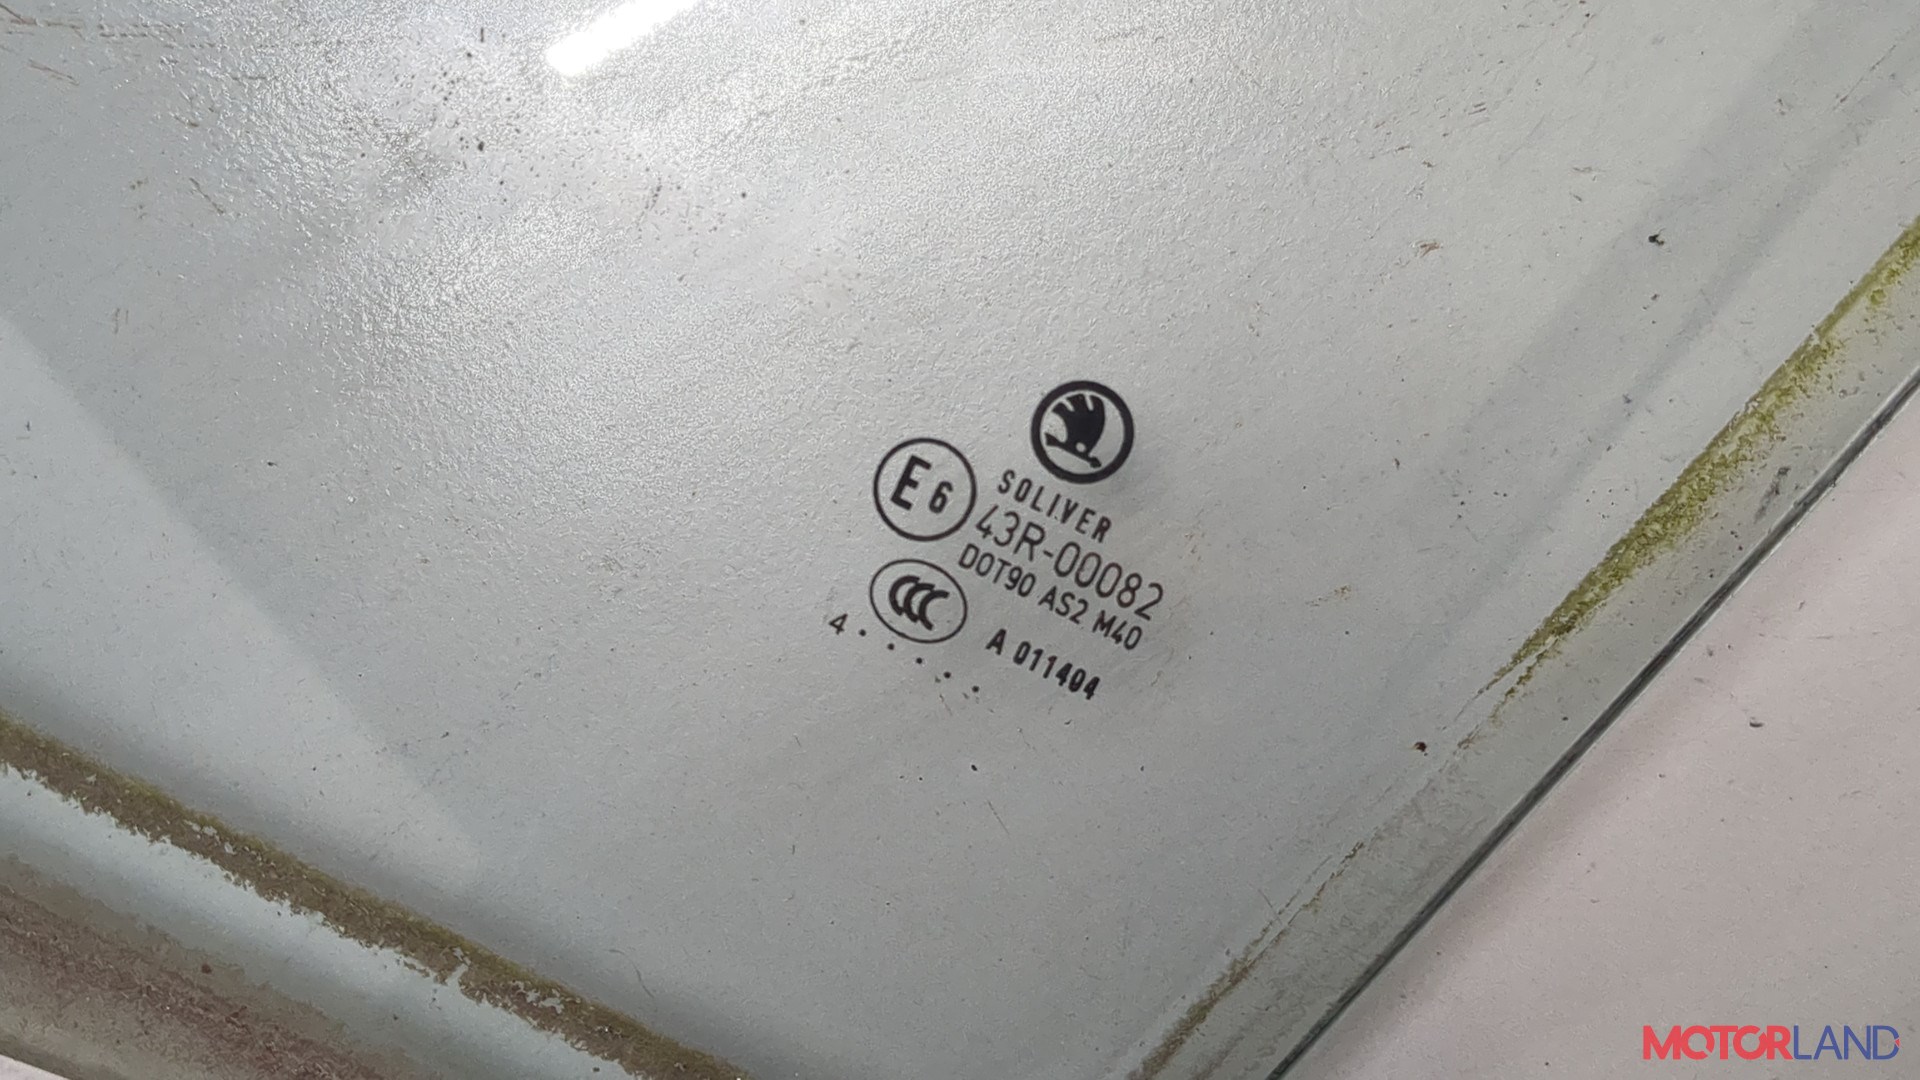 SOLIVER
E6
43R-00082
DOT90 AS2 M40
CCC
A 011404
4 . . . . .
MOTORLAND